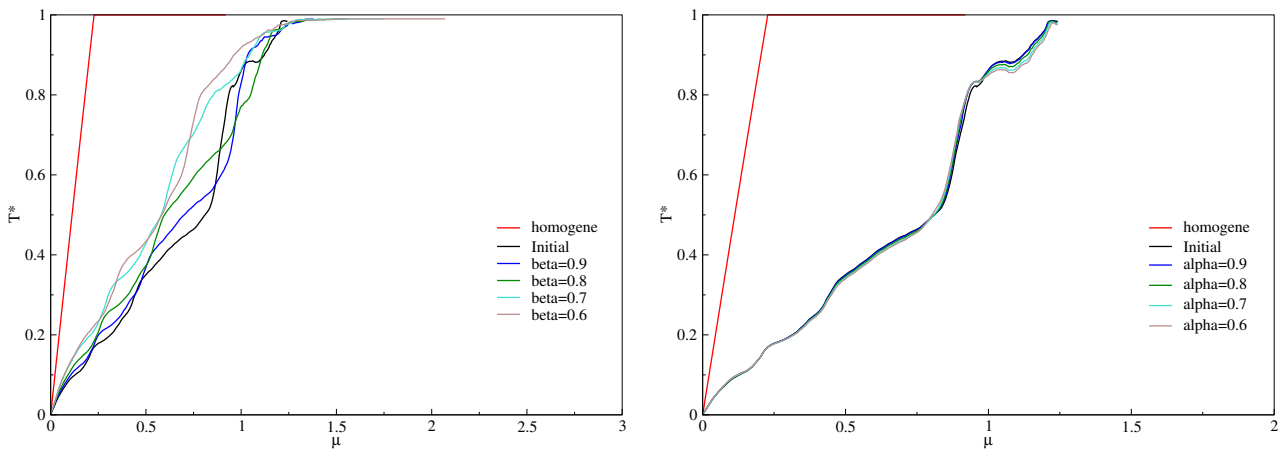 1
0.8
0.6
0.4
0.2
0
T*
0
0.5
1
1.5
2
2.5
3
μ
homogene
Initial
beta=0.9
beta=0.8
beta=0.7
beta=0.6
1
0.8
0.6
0.4
0.2
0
T*
0
0.5
1
1.5
2
μ
homogene
Initial
alpha=0.9
alpha=0.8
alpha=0.7
alpha=0.6